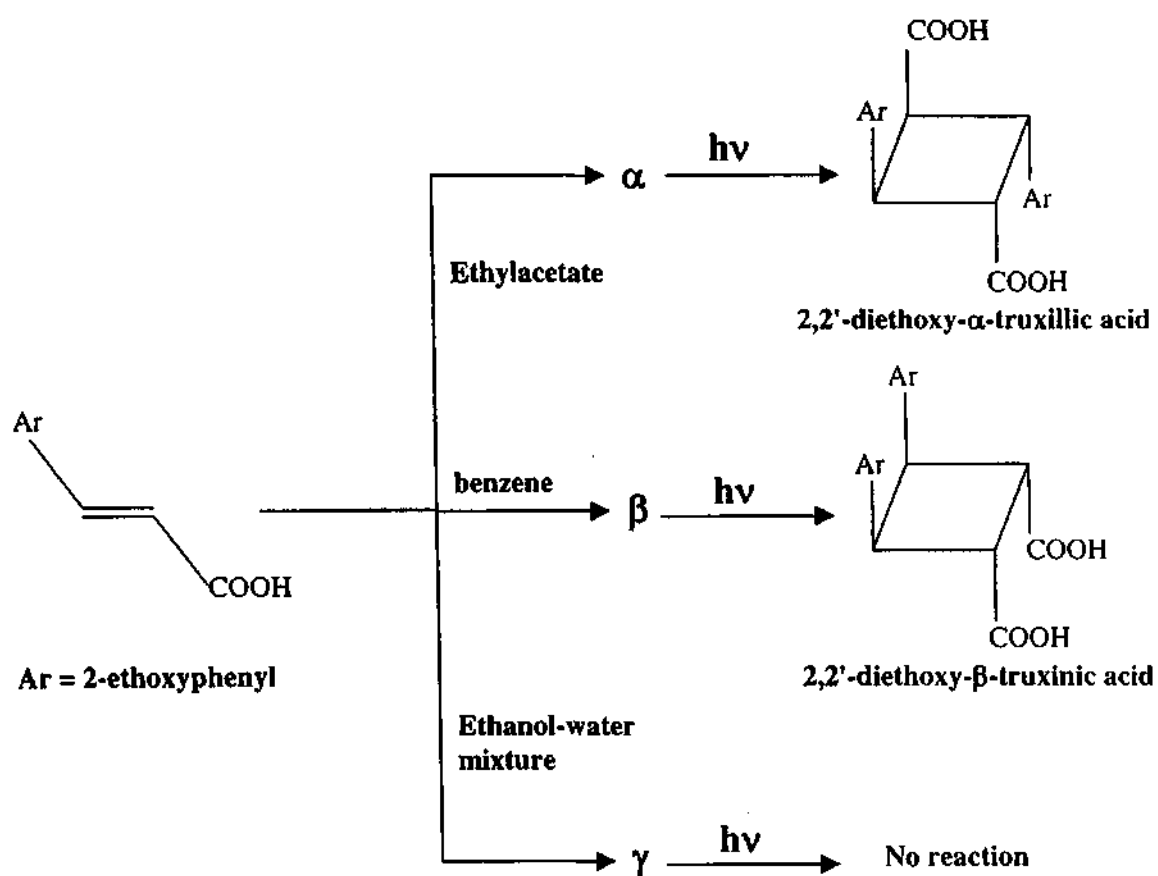 COOH
Ar
α
hν
Ar
Ethylacetate
COOH
2,2'-diethoxy-α-truxillic acid
Ar
Ar
benzene
β
hν
Ar
COOH
COOH
COOH
Ar = 2-ethoxyphenyl
2,2'-diethoxy-β-truxinic acid
Ethanol-water
mixture
γ
hν
No reaction